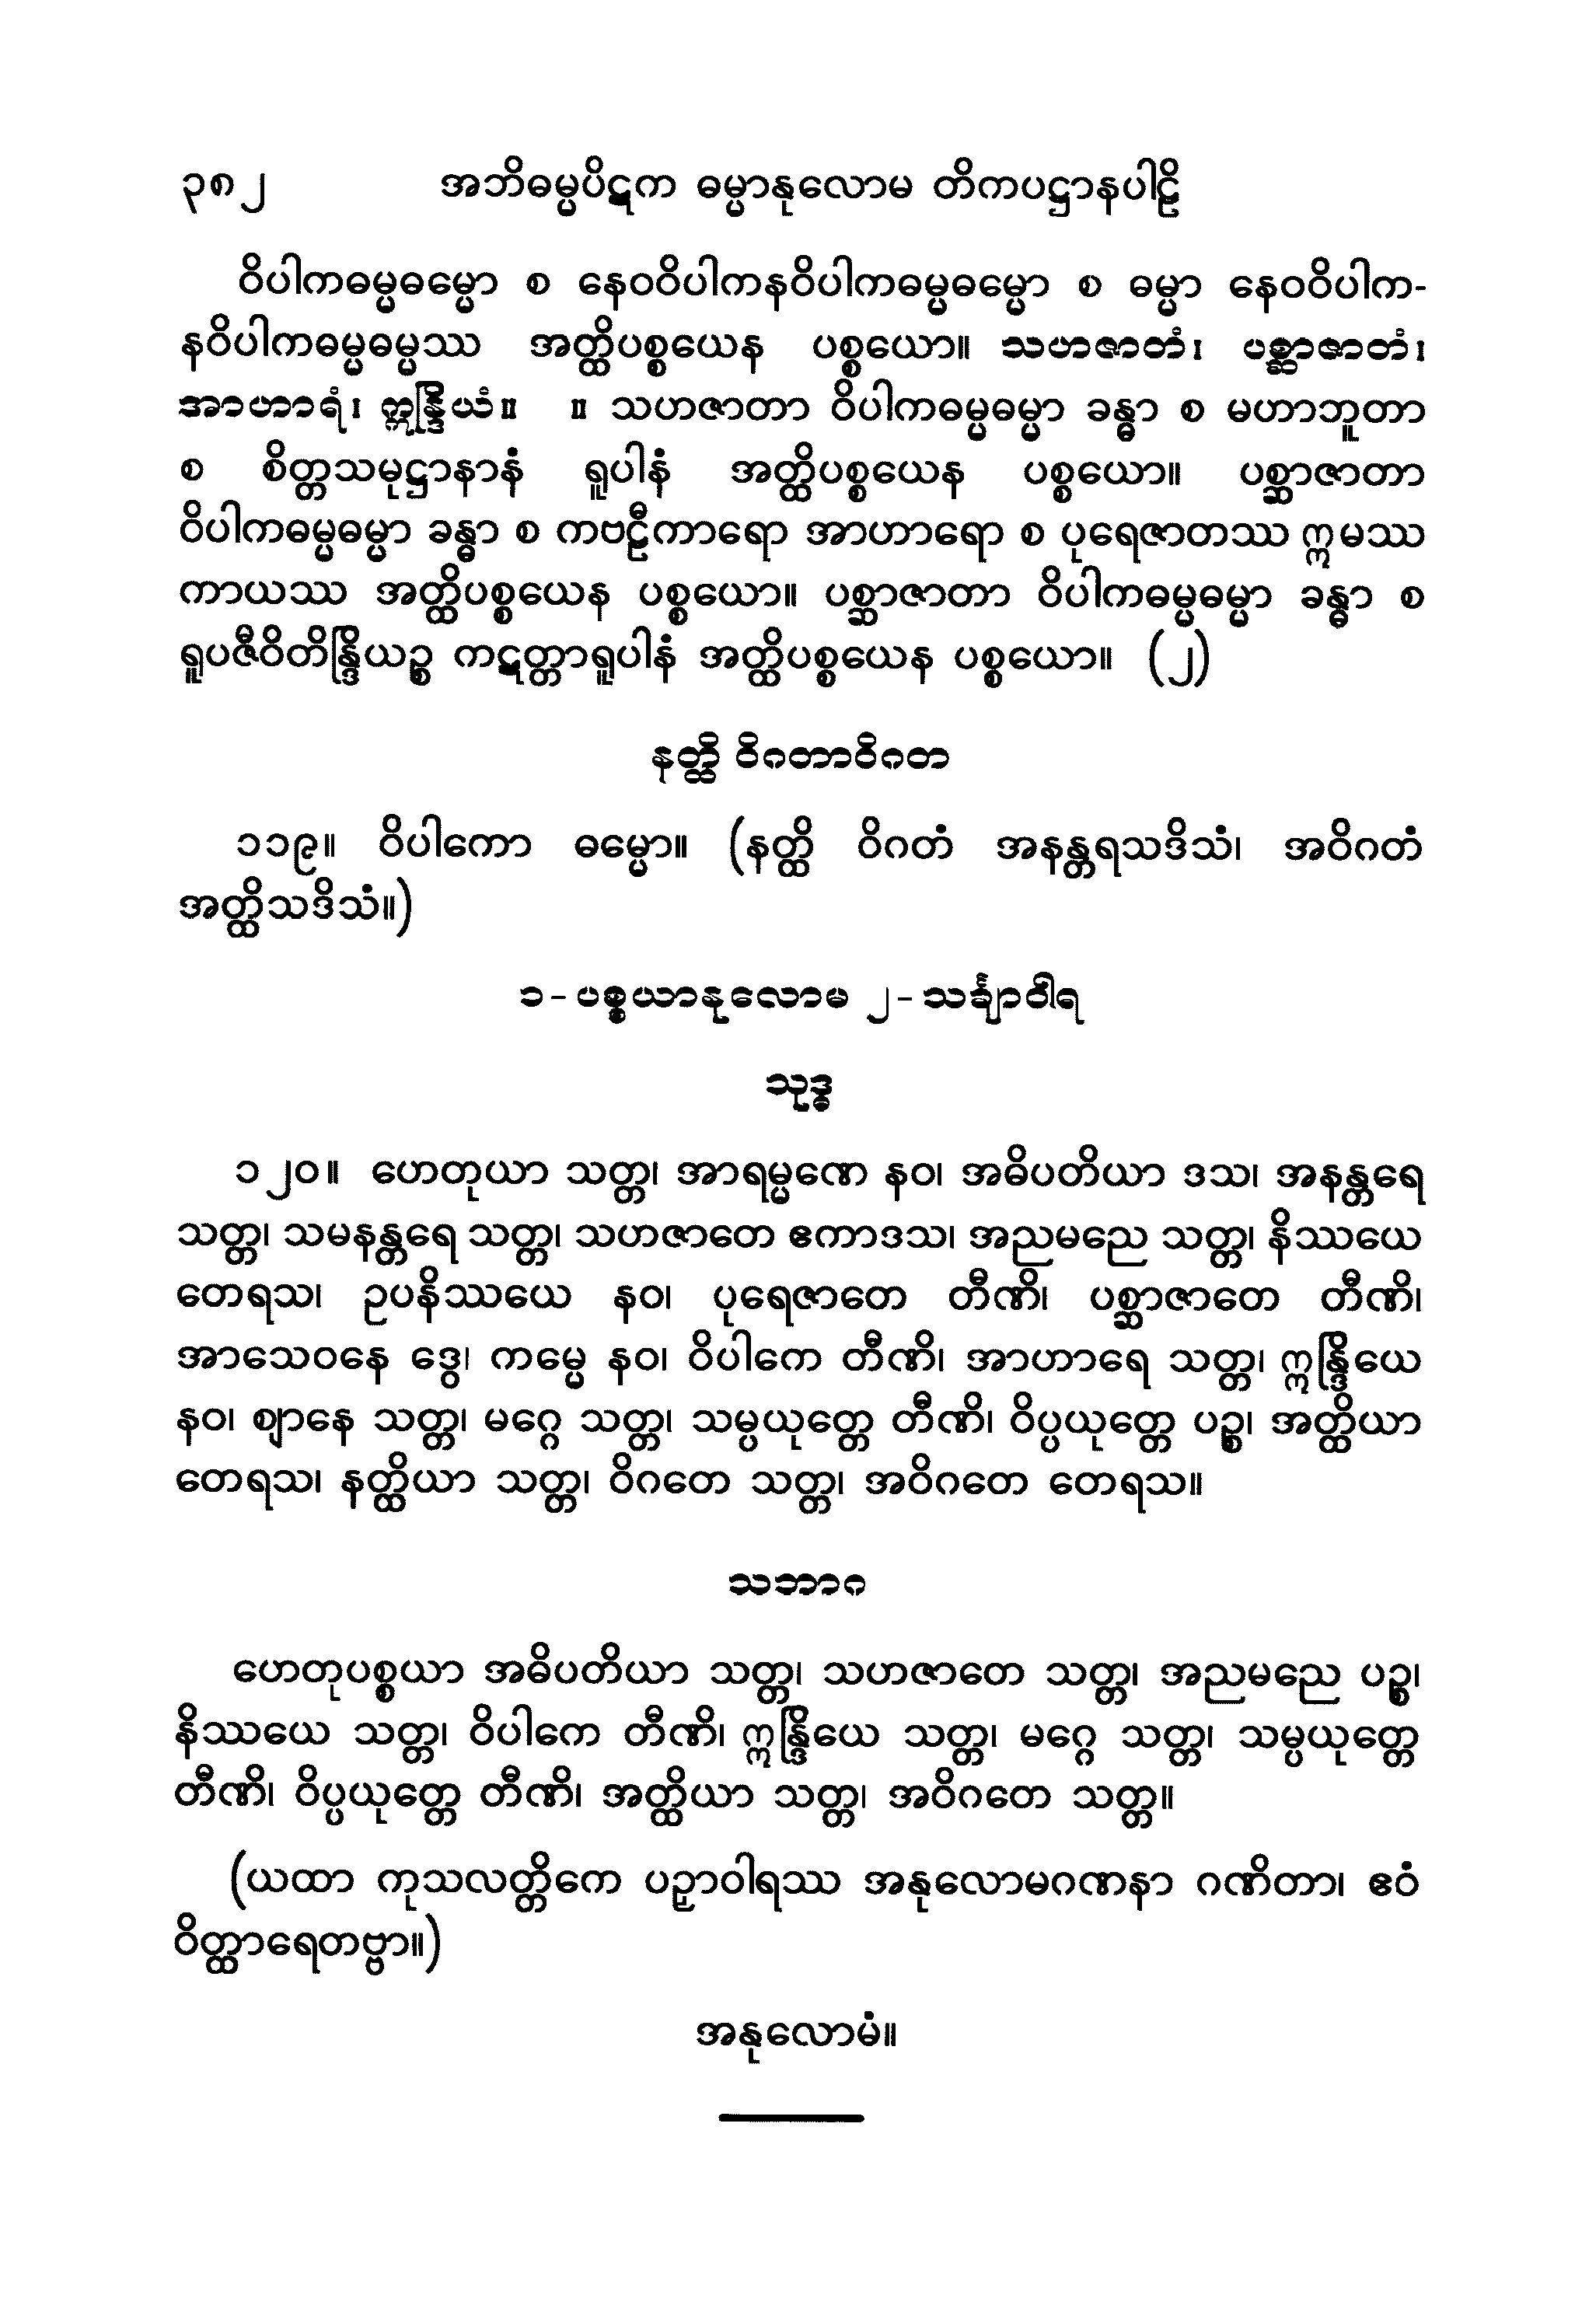 ၃၈၂ အဘိဓမ္မပိဋက ဓမ္မာနုလောမ တိကပဋ္ဌာနပါဠိ
ဝိပါကဓမ္မဓမ္မော စ နေဝဝိပါကနဝိပါကဓမ္မဓမ္မော စ ဓမ္မာ နေဝဝိပါက-
နဝိပါကဓမ္မဓမ္မဿ အတ္ထိပစ္စယေန ပစ္စယော။ သဟဇာတံ၊ ပစ္ဆာဇာတံ၊
အာဟာရံ၊ ဣန္ဒြိယံ။ ။ သဟဇာတာ ဝိပါကဓမ္မဓမ္မာ ခန္ဓာ စ မဟာဘူတာ
စ စိတ္တသမုဋ္ဌာနာနံ ရူပါနံ အတ္ထိပစ္စယေန ပစ္စယော။ ပစ္ဆာဇာတာ
ဝိပါကဓမ္မဓမ္မာ ခန္ဓာ စ ကဗဠီကာရော အာဟာရော စ ပုရေဇာတဿ ဣမဿ
ကာယဿ အတ္ထိပစ္စယေန ပစ္စယော။ ပစ္ဆာဇာတာ ဝိပါကဓမ္မဓမ္မာ ခန္ဓာ စ
ရူပဇီဝိတိန္ဒြိယဉ္စ ကဋတ္တာရူပါနံ အတ္ထိပစ္စယေန ပစ္စယော။ (၂)
နတ္ထိ ဝိဂတာဝိဂတ
၁၁၉။ ဝိပါကော ဓမ္မော။ (နတ္ထိ ဝိဂတံ အနန္တရသဒိသံ၊ အဝိဂတံ
အတ္ထိသဒိသံ။)
၁-ပစ္စယာနုလောမ ၂-သင်္ချာဝါရ
သုဒ္ဓ
၁၂၀။ ဟေတုယာ သတ္တ၊ အာရမ္မဏေ နဝ၊ အဓိပတိယာ ဒသ၊ အနန္တရေ
သတ္တ၊ သမနန္တရေ သတ္တ၊ သဟဇာတေ ဧကာဒသ၊ အညမညေ သတ္တ၊ နိဿယေ
တေရသ၊ ဥပနိဿယေ နဝ၊ ပုရေဇာတေ တီဏိ၊ ပစ္ဆာဇာတေ တီဏိ၊
အာသေဝနေ ဒွေ၊ ကမ္မေ နဝ၊ ဝိပါကေ တီဏိ၊ အာဟာရေ သတ္တ၊ ဣန္ဒြိယေ
နဝ၊ ဈာနေ သတ္တ၊ မဂ္ဂေ သတ္တ၊ သမ္ပယုတ္တေ တီဏိ၊ ဝိပ္ပယုတ္တေ ပဉ္စ၊ အတ္ထိယာ
တေရသ၊ နတ္ထိယာ သတ္တ၊ ဝိဂတေ သတ္တ၊ အဝိဂတေ တေရသ။
သဘာဂ
ဟေတုပစ္စယာ အဓိပတိယာ သတ္တ၊ သဟဇာတေ သတ္တ၊ အညမညေ ပဉ္စ၊
နိဿယေ သတ္တ၊ ဝိပါကေ တီဏိ၊ ဣန္ဒြိယေ သတ္တ၊ မဂ္ဂေ သတ္တ၊ သမ္ပယုတ္တေ
တီဏိ၊ ဝိပ္ပယုတ္တေ တီဏိ၊ အတ္ထိယာ သတ္တ၊ အဝိဂတေ သတ္တ။
(ယထာ ကုသလတ္တိကေ ပဉှာဝါရဿ အနုလောမဂဏနာ ဂဏိတာ၊ ဧဝံ
ဝိတ္ထာရေတဗ္ဗာ။)
အနုလောမံ။